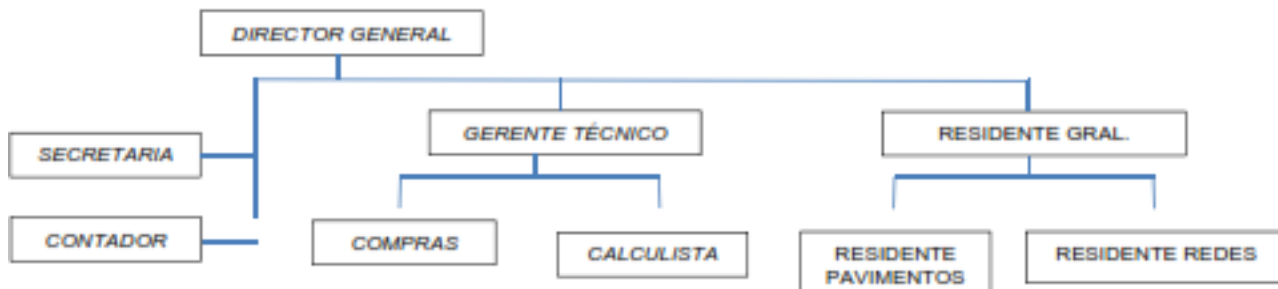 DIRECTOR GENERAL
GERENTE TÉCNICO
RESIDENTE GRAL.
SECRETARIA
CONTADOR
COMPRAS
CALCULISTA
RESIDENTE
PAVIMENTOS
RESIDENTE REDES